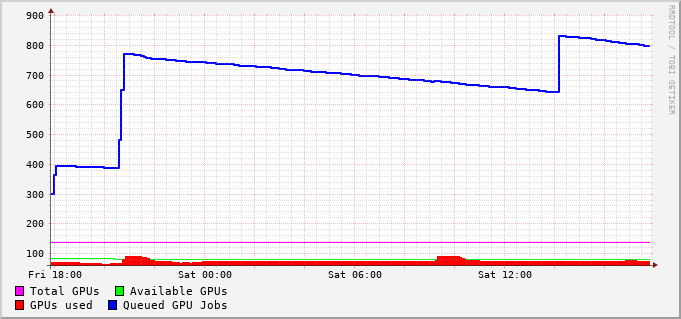 900
800
700
600
500
400
300
200
100
Fri 18:00 Sat 00:00 Sat 06:00 Sat 12:00
Total GPUs Available GPUs
GPUs used Queued GPU Jobs
RRDTOOL / TOBI OETIKER